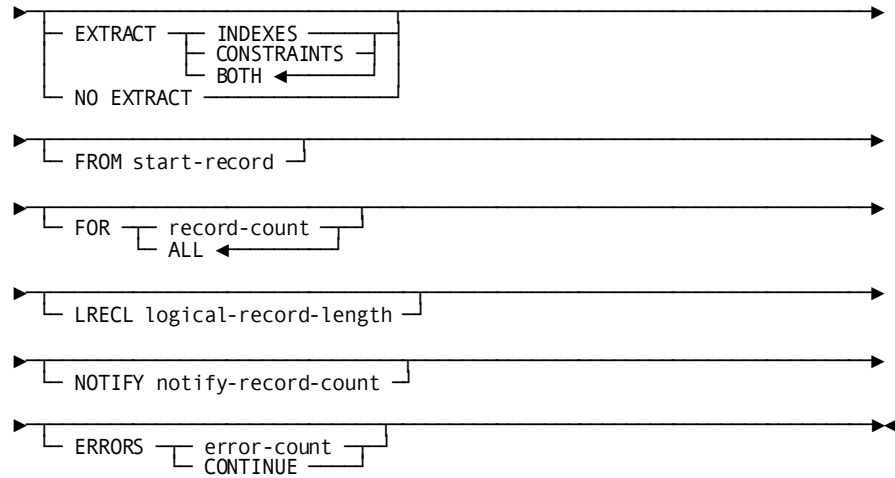 EXTRACT INDEXES
CONSTRAINTS
BOTH
NO EXTRACT
FROM start-record
FOR record-count
ALL
LRECL logical-record-length
NOTIFY notify-record-count
ERRORS error-count
CONTINUE